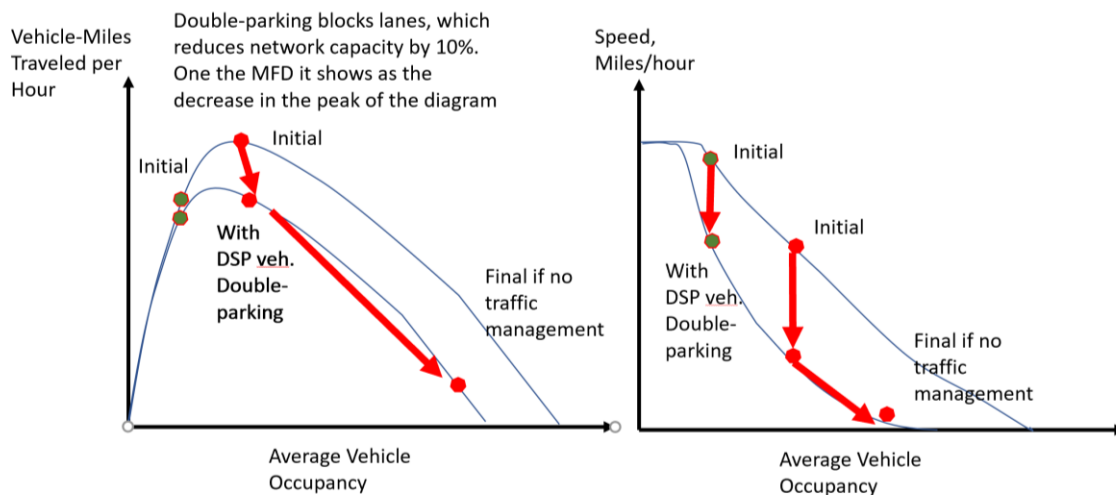 Vehicle-Miles
Traveled per
Hour
Double-parking blocks lanes, which
reduces network capacity by 10%.
One the MFD it shows as the
decrease in the peak of the diagram
Initial
Initial
With
DSP veh.
Double-
parking
Final if no
traffic
management
Average Vehicle
Occupancy
Speed,
Miles/hour
Initial
Initial
With
DSP veh.
Double-
parking
Final if no
traffic
management
Average Vehicle
Occupancy